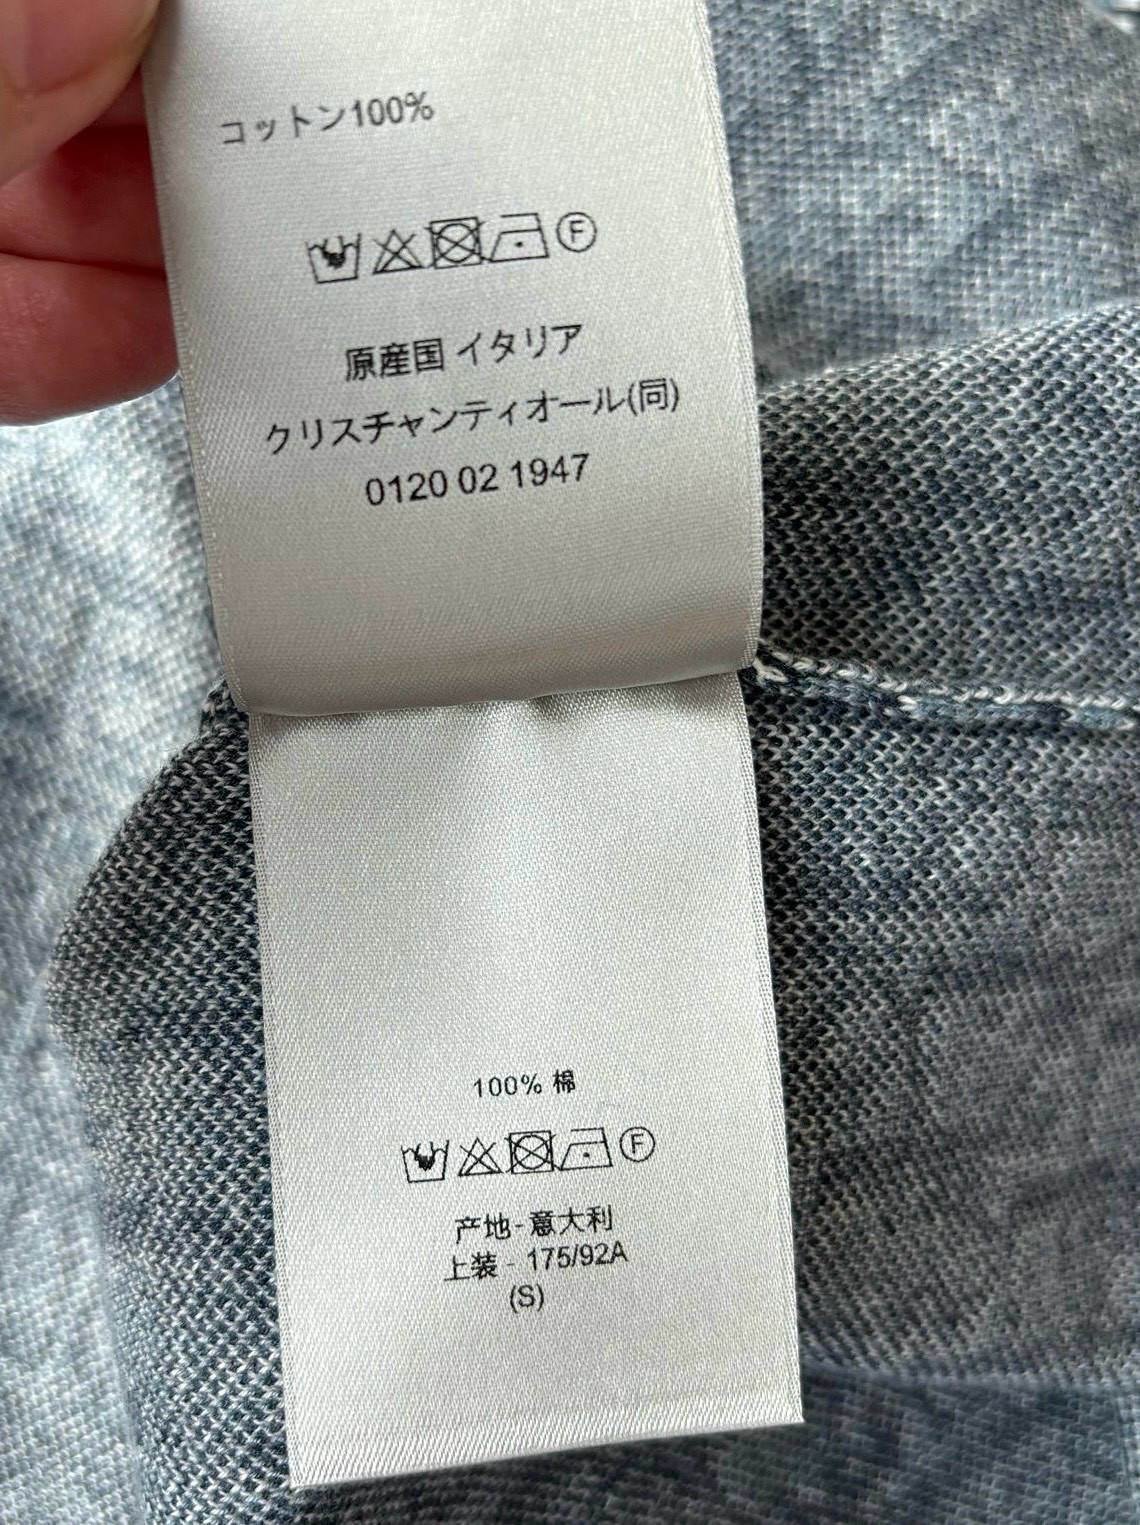 コットン100%
F
原産国 イタリア
クリスチャンディオール(同)
0120 02 1947
100% 棉
F
产地 - 意大利
上装 - 175/92A
(S)